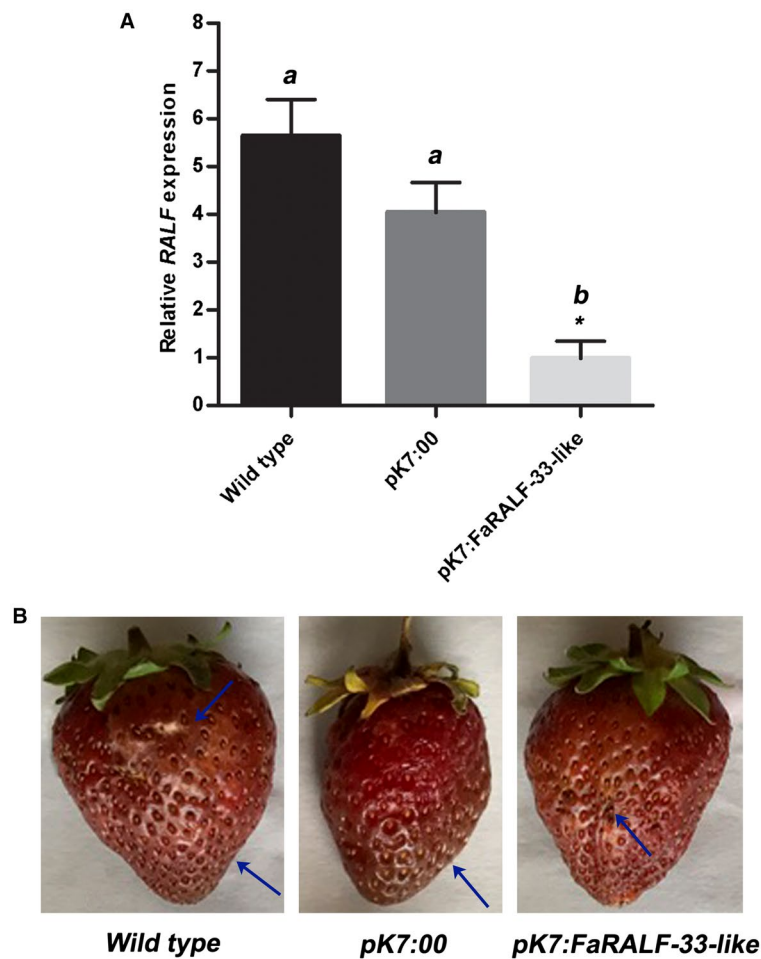 A
8
7
6
5
4
3
2
1
0
Relative RALF expression
a
a
b
*
Wild type
pK7:00
pK7:FaRALF-33-like
B
Wild type
pK7:00
pK7:FaRALF-33-like